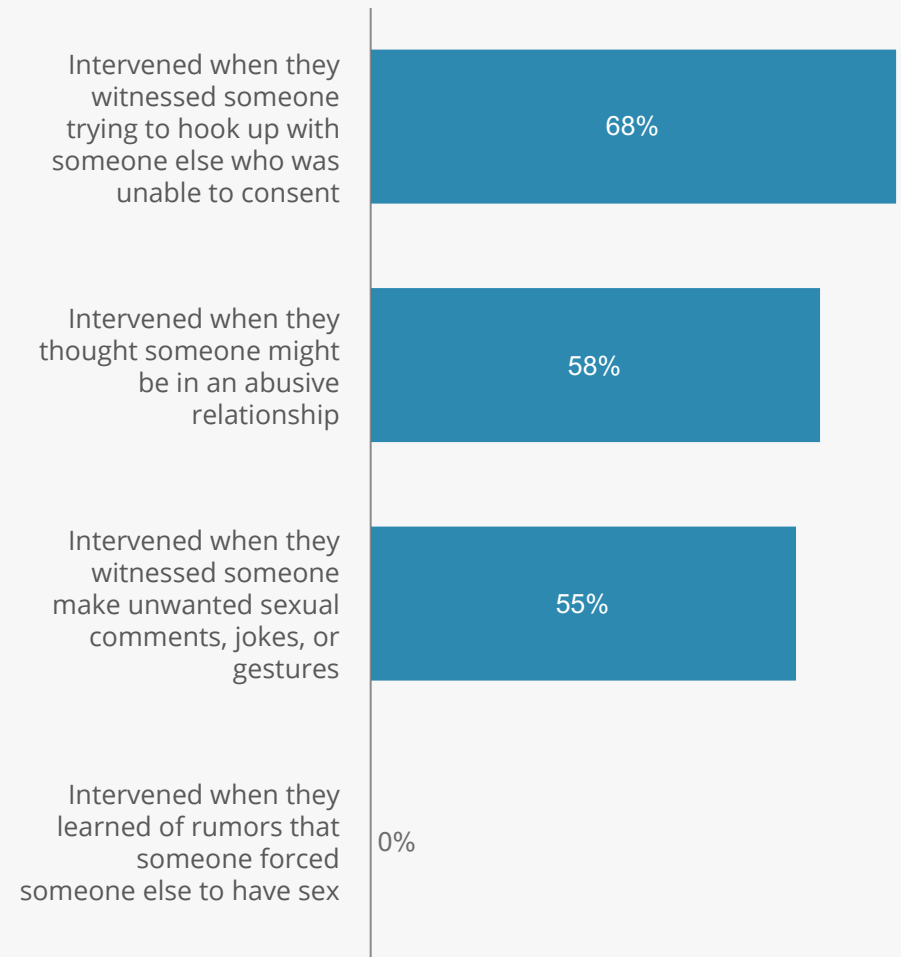 Intervened when they
witnessed someone
trying to hook up with
someone else who was
unable to consent
68%
Intervened when they
thought someone might
be in an abusive
relationship
58%
Intervened when they
witnessed someone
make unwanted sexual
comments, jokes, or
gestures
55%
Intervened when they
learned of rumors that
someone forced
someone else to have sex
0%